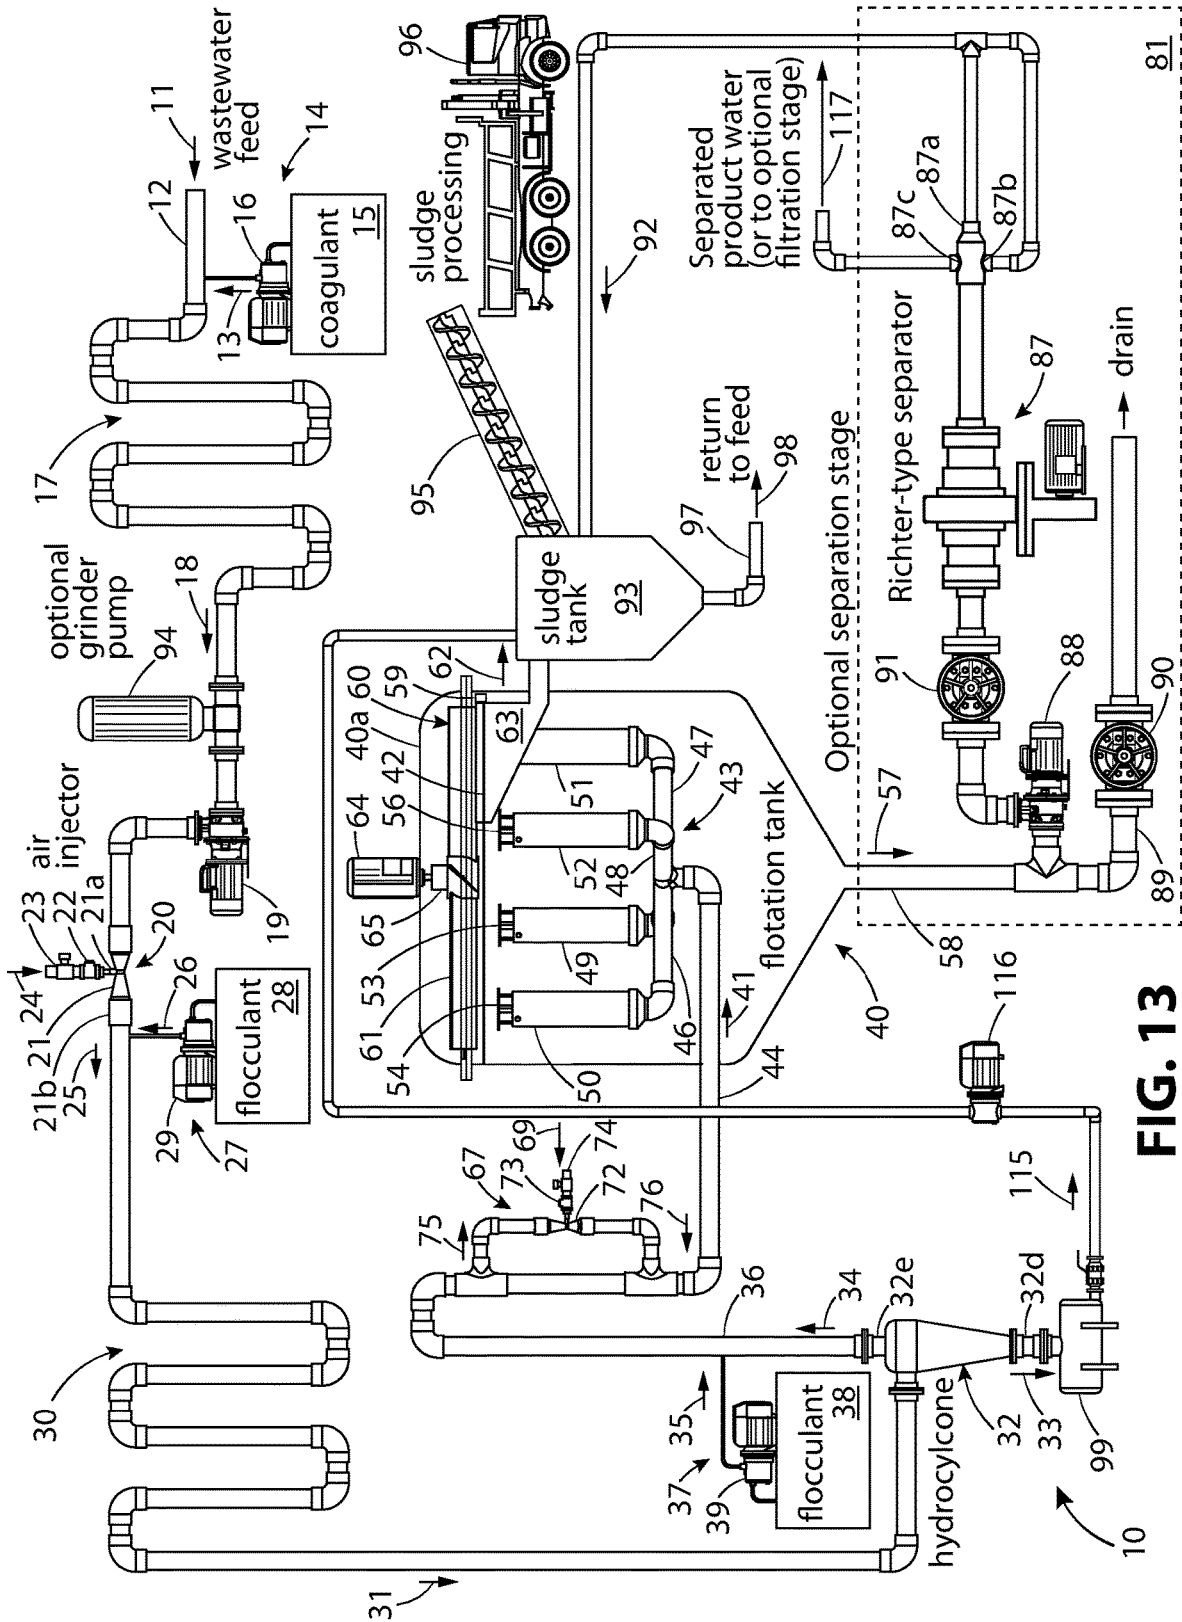 31
30
25
21b
21
24
23
22
21a
air
injector
20
26
29
27
flocculant
28
19
optional
grinder
pump
94
18
17
12
11
wastewater
feed
13
16
14
coagulant
15
75
67
69
73
74
72
76
54
61
53
65
64
56
42
40a
60
59
62
63
95
sludge
processing
96
50
49
52
51
48
46
47
43
41
44
flotation tank
40
sludge
tank
93
return
to feed
97
98
92
36
34
35
37
39
flocculant
38
32e
hydrocylcone
32
33
32d
99
115
116
10
57
58
Optional separation stage
Richter-type separator
91
88
89
90
87
drain
Separated
product water
(or to optional
filtration stage)
117
87c
87a
87b
81
FIG. 13